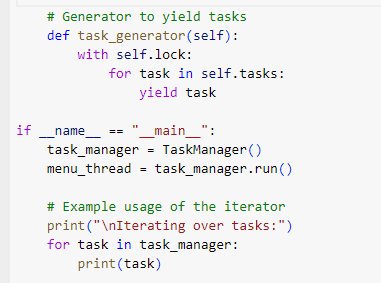 # Generator to yield tasks
def task_generator(self):
with self.lock:
for task in self.tasks:
yield task
if __name__ == "__main__":
task_manager = TaskManager()
menu_thread = task_manager.run()
# Example usage of the iterator
print("\nIterating over tasks:")
for task in task_manager:
print(task)